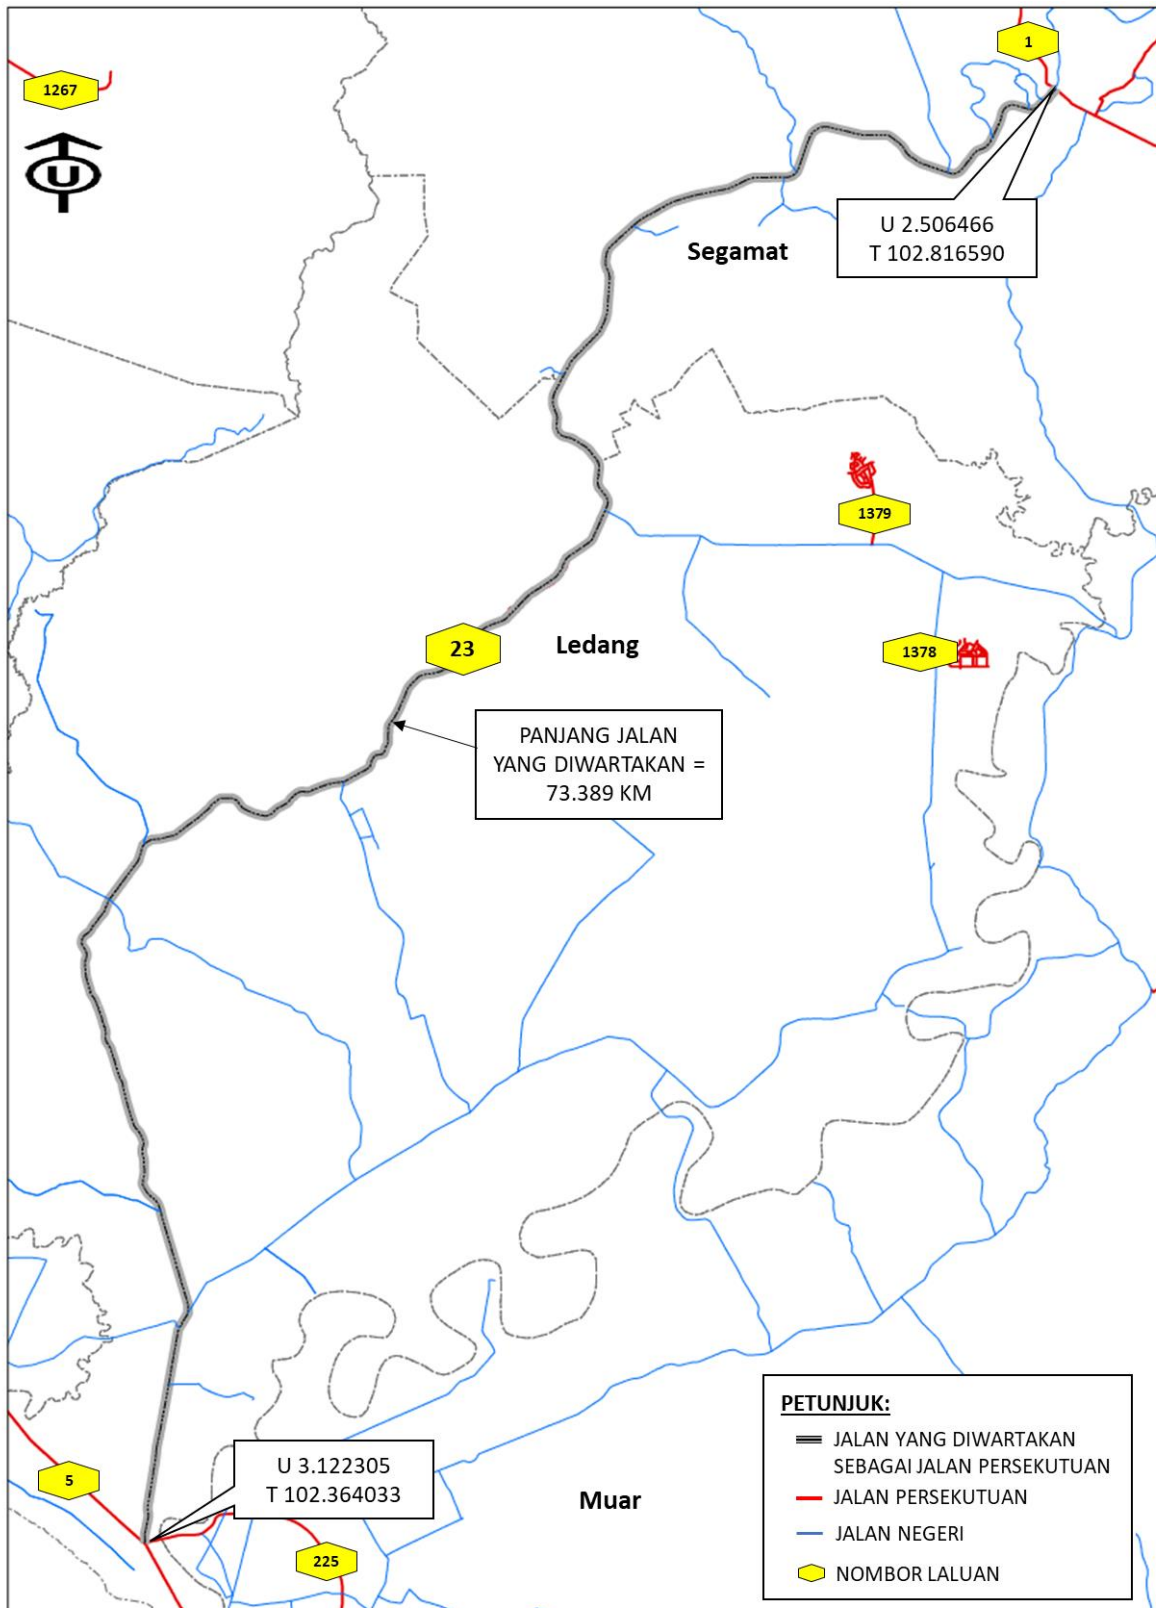 1
1267
U
U 2.506466
T 102.816590
Segamat
1379
23
Ledang
1378
PANJANG JALAN
YANG DIWARTAKAN =
73.389 KM
PETUNJUK:
JALAN YANG DIWARTAKAN
SEBAGAI JALAN PERSEKUTUAN
JALAN PERSEKUTUAN
JALAN NEGERI
NOMBOR LALUAN
U 3.122305
T 102.364033
5
Muar
225